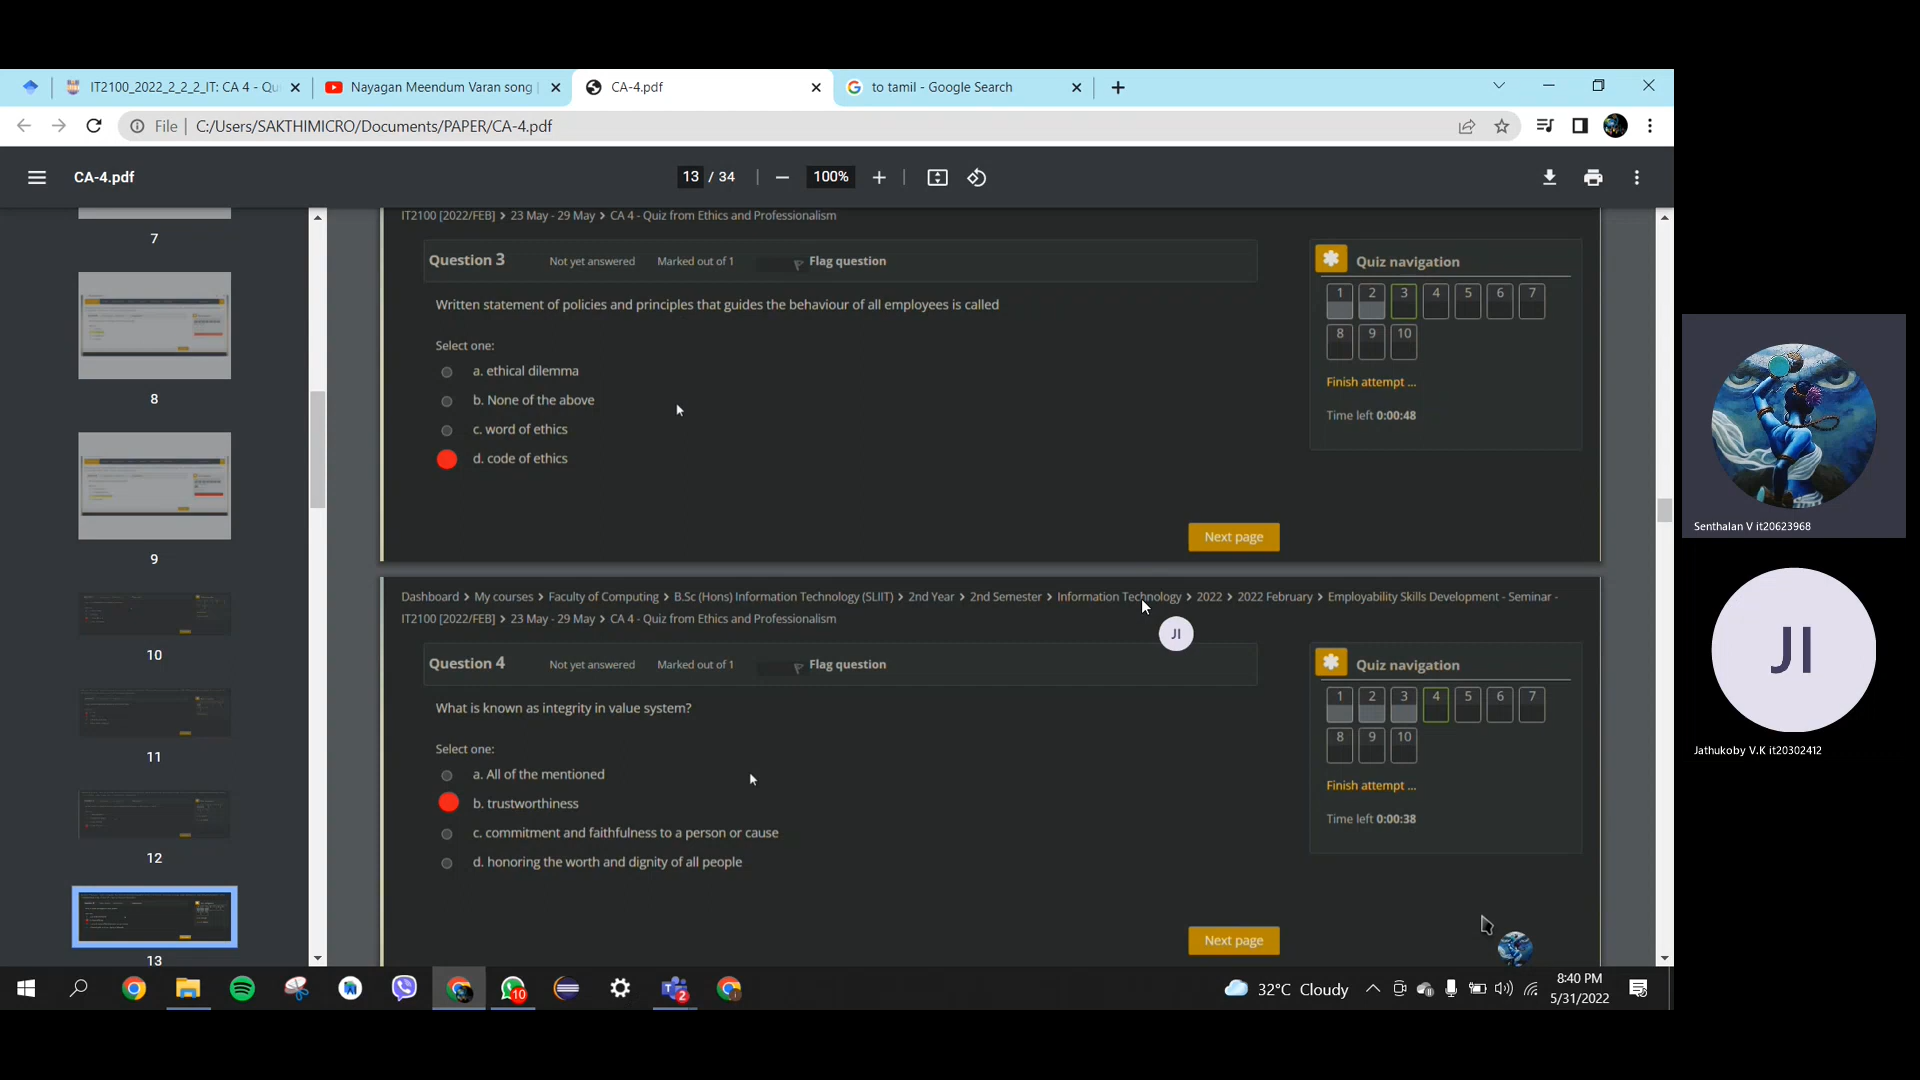 IT2100_2022_2_2_2_IT: CA 4 - Qu
Nayagan Meendum Varan song
CA-4.pdf
to tamil - Google Search
File
C:/Users/SAKTHIMICRO/Documents/PAPER/CA-4.pdf
CA-4.pdf
13 / 34
100%
7
8
9
10
11
12
13
IT2100 [2022/FEB] > 23 May - 29 May > CA 4 - Quiz from Ethics and Professionalism
Question 3 Not yet answered Marked out of 1 Flag question
Written statement of policies and principles that guides the behaviour of all employees is called
Select one:
a. ethical dilemma
b. None of the above
c. word of ethics
d. code of ethics
Next page
Quiz navigation
1 2 3 4 5 6 7
8 9 10
Finish attempt ...
Time left 0:00:48
Dashboard > My courses > Faculty of Computing > B.Sc (Hons) Information Technology (SLIIT) > 2nd Year > 2nd Semester > Information Technology > 2022 > 2022 February > Employability Skills Development - Seminar -
IT2100 [2022/FEB] > 23 May - 29 May > CA 4 - Quiz from Ethics and Professionalism
JI
Question 4 Not yet answered Marked out of 1 Flag question
What is known as integrity in value system?
Select one:
a. All of the mentioned
b. trustworthiness
c. commitment and faithfulness to a person or cause
d. honoring the worth and dignity of all people
Next page
Quiz navigation
1 2 3 4 5 6 7
8 9 10
Finish attempt ...
Time left 0:00:38
Senthalan V it20623968
JI
Jathukoby V.K it20302412
10
2
32°C Cloudy
8:40 PM
5/31/2022